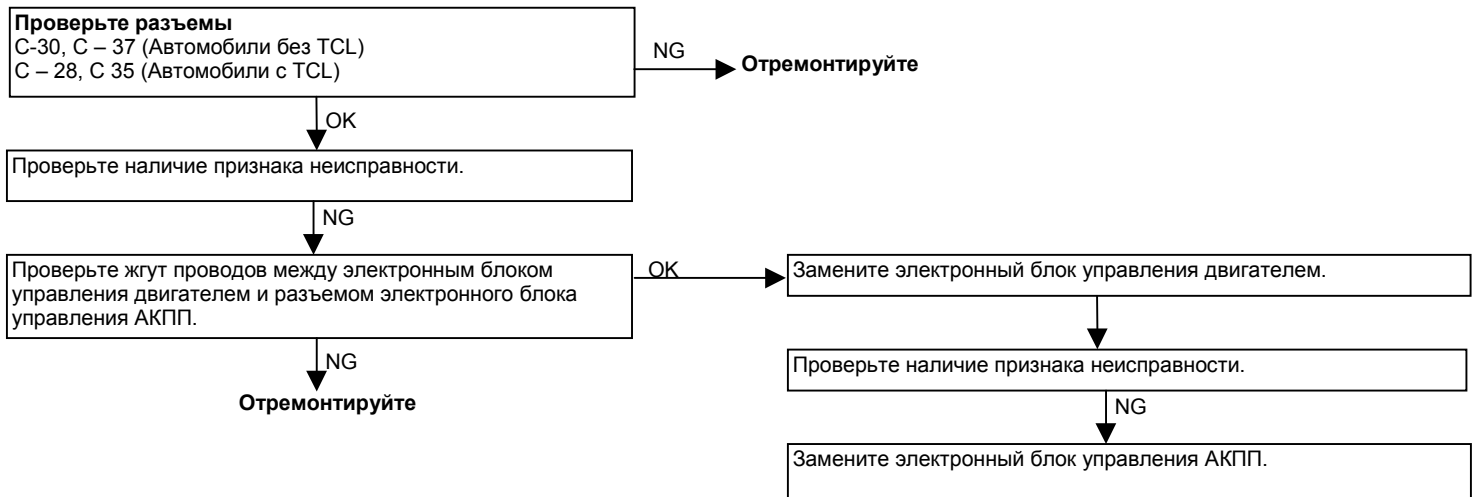 Проверьте разъемы
С-30, С – 37 (Автомобили без TCL)
С – 28, С 35 (Автомобили с TCL)
NG
Отремонтируйте
OK
Проверьте наличие признака неисправности.
NG
Проверьте жгут проводов между электронным блоком
управления двигателем и разъемом электронного блока
управления АКПП.
OK
Замените электронный блок управления двигателем.
NG
Отремонтируйте
Проверьте наличие признака неисправности.
NG
Замените электронный блок управления АКПП.